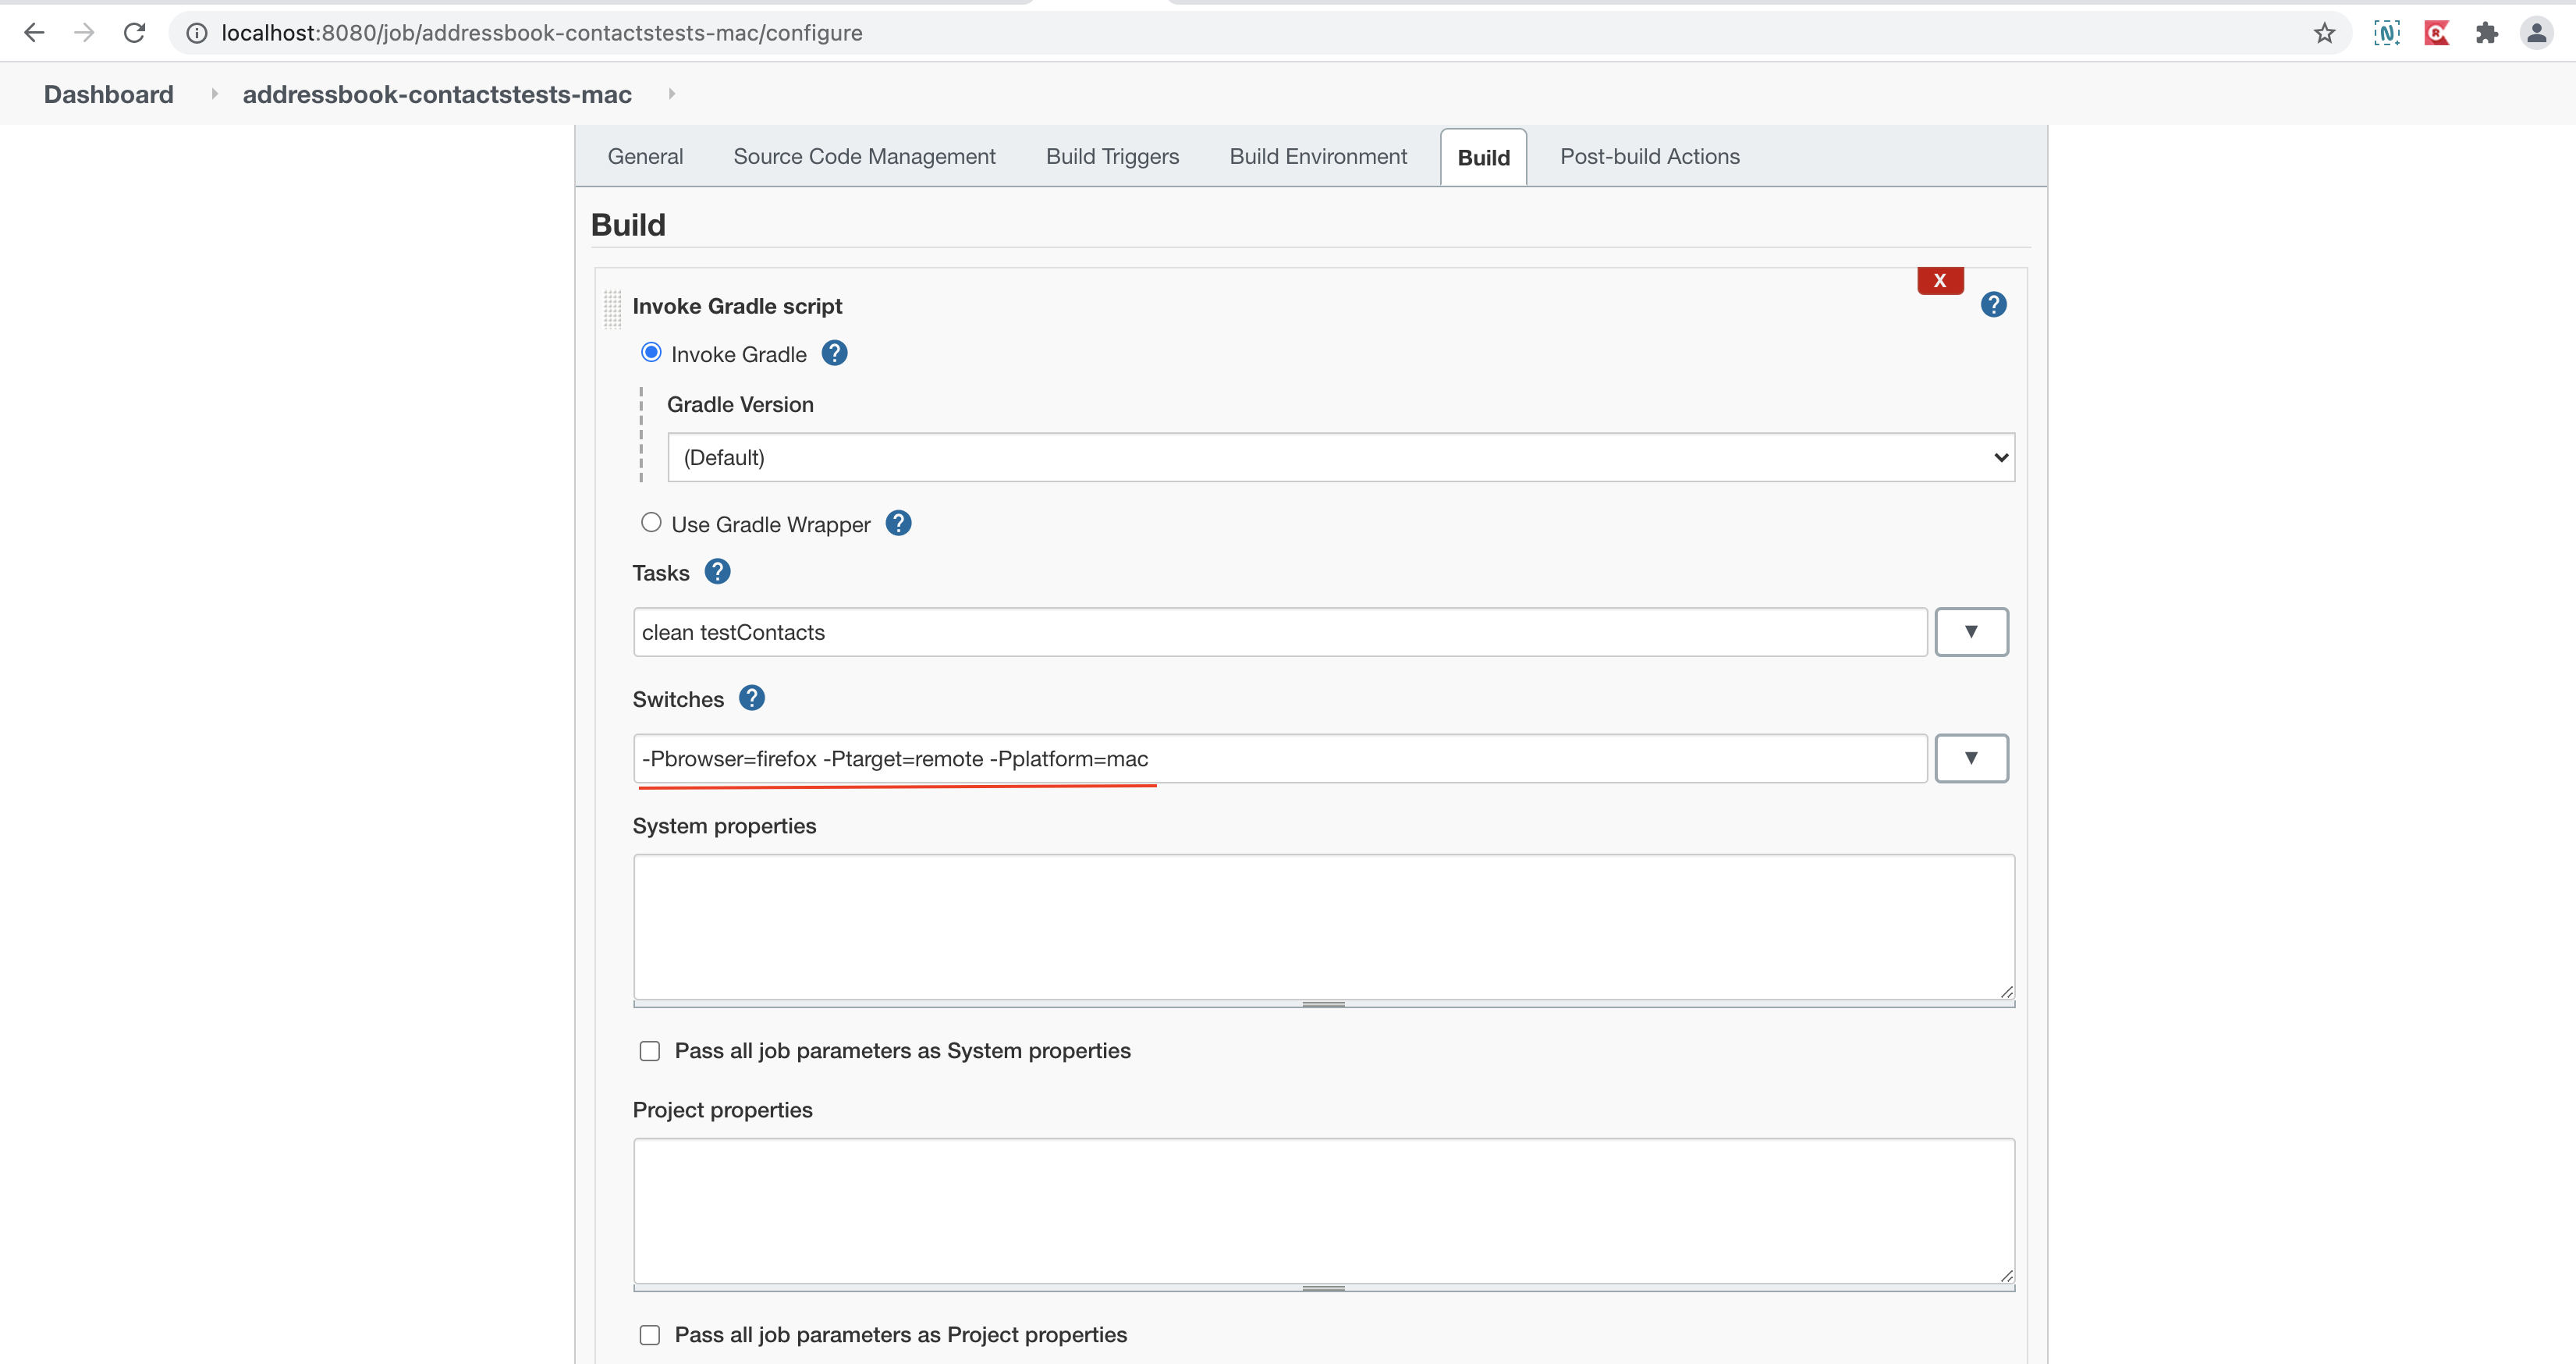 localhost:8080/job/addressbook-contactstests-mac/configure
Dashboard addressbook-contactstests-mac
General Source Code Management Build Triggers Build Environment Build Post-build Actions
Build
X
Invoke Gradle script ?
Invoke Gradle ?
Gradle Version
(Default)
Use Gradle Wrapper ?
Tasks ?
clean testContacts
Switches ?
-Pbrowser=firefox -Ptarget=remote -Pplatform=mac
System properties
Pass all job parameters as System properties
Project properties
Pass all job parameters as Project properties